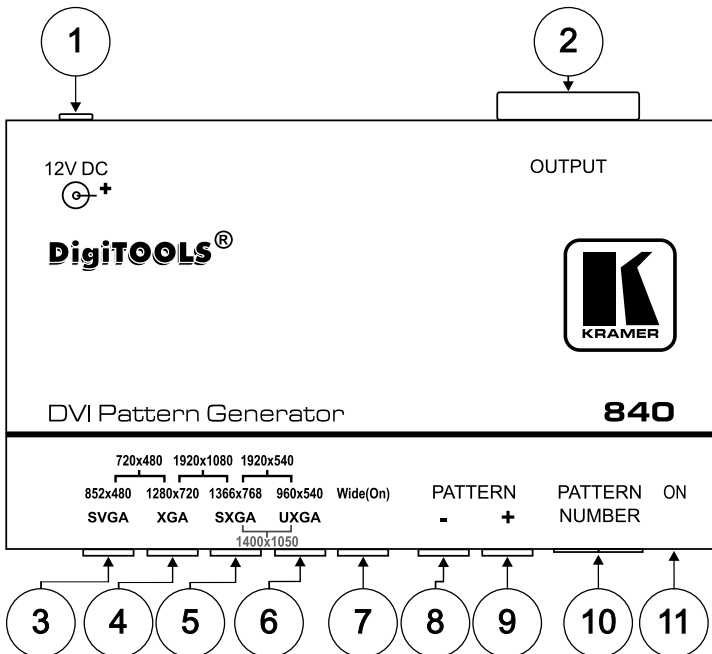 1 2
12V DC OUTPUT
+
DigiTOOLS®
K
KRAMER
DVI Pattern Generator 840
720x480 1920x1080 1920x540
852x480 1280x720 1366x768 960x540 Wide(On) PATTERN PATTERN ON
SVGA XGA SXGA UXGA - + NUMBER
1400x1050
3 4 5 6 7 8 9 10 11